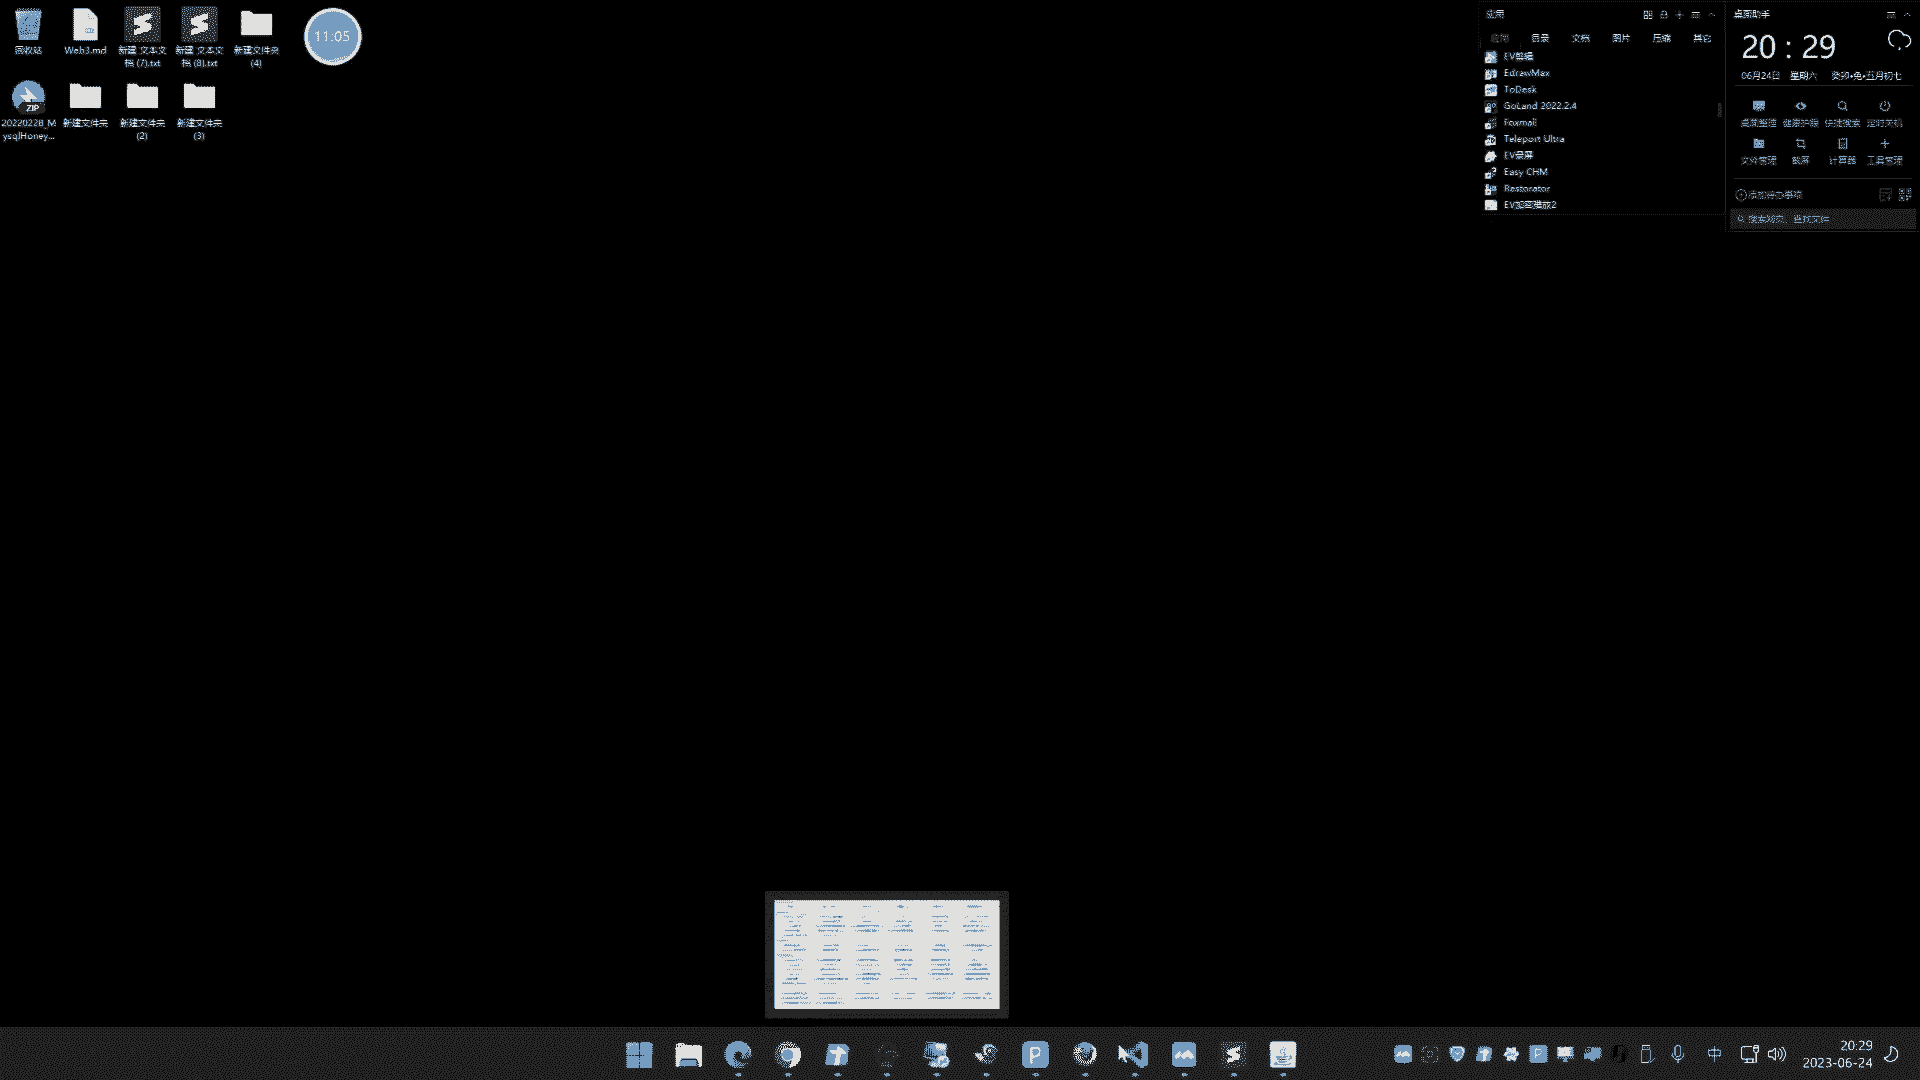 回收站
Web3.md
新建 文本文
档 (7).txt
新建 文本文
档 (8).txt
新建文件夹
(4)
11:05
ZIP
20220228_M
ysqlHoney...
新建文件夹
新建文件夹
(2)
新建文件夹
(3)
应用
应用 目录 文档 图片 压缩 其它
EV剪辑
EdrawMax
ToDesk
GoLand 2022.2.4
Foxmail
Teleport Ultra
EV录屏
Easy CHM
Restorator
EV加密播放2
桌面助手
20 : 29
06月24日 星期六 癸卯•兔•五月初七
桌面整理 健康护眼 快捷搜索 定时关机
文件管理 截屏 计算器 工具管理
添加待办事项
搜索网页、查找文件
中
20:29
2023-06-24